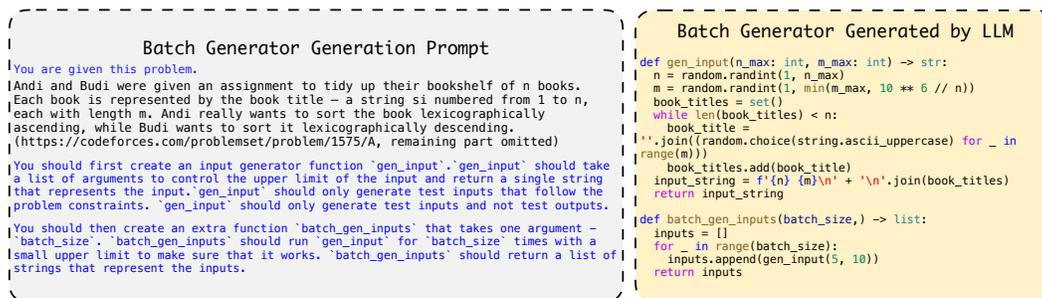 Batch Generator Generation Prompt
You are given this problem.
Andi and Budi were given an assignment to tidy up their bookshelf of n books.
Each book is represented by the book title — a string si numbered from 1 to n,
each with length m. Andi really wants to sort the book lexicographically
ascending, while Budi wants to sort it lexicographically descending.
(https://codeforces.com/problemset/problem/1575/A, remaining part omitted)
You should first create an input generator function `gen_input`.`gen_input` should take
a list of arguments to control the upper limit of the input and return a single string
that represents the input.`gen_input` should only generate test inputs that follow the
problem constraints. `gen_input` should only generate test inputs and not test outputs.
You should then create an extra function `batch_gen_inputs` that takes one argument —
`batch_size`. `batch_gen_inputs` should run `gen_input` for `batch_size` times with a
small upper limit to make sure that it works. `batch_gen_inputs` should return a list of
strings that represent the inputs.
Batch Generator Generated by LLM
def gen_input(n_max: int, m_max: int) -> str:
  n = random.randint(1, n_max)
  m = random.randint(1, min(m_max, 10 ** 6 // n))
  book_titles = set()
  while len(book_titles) < n:
    book_title =
''.join((random.choice(string.ascii_uppercase) for _ in
range(m)))
    book_titles.add(book_title)
  input_string = f'{n} {m}\n' + '\n'.join(book_titles)
  return input_string
def batch_gen_inputs(batch_size,) -> list:
  inputs = []
  for _ in range(batch_size):
    inputs.append(gen_input(5, 10))
  return inputs